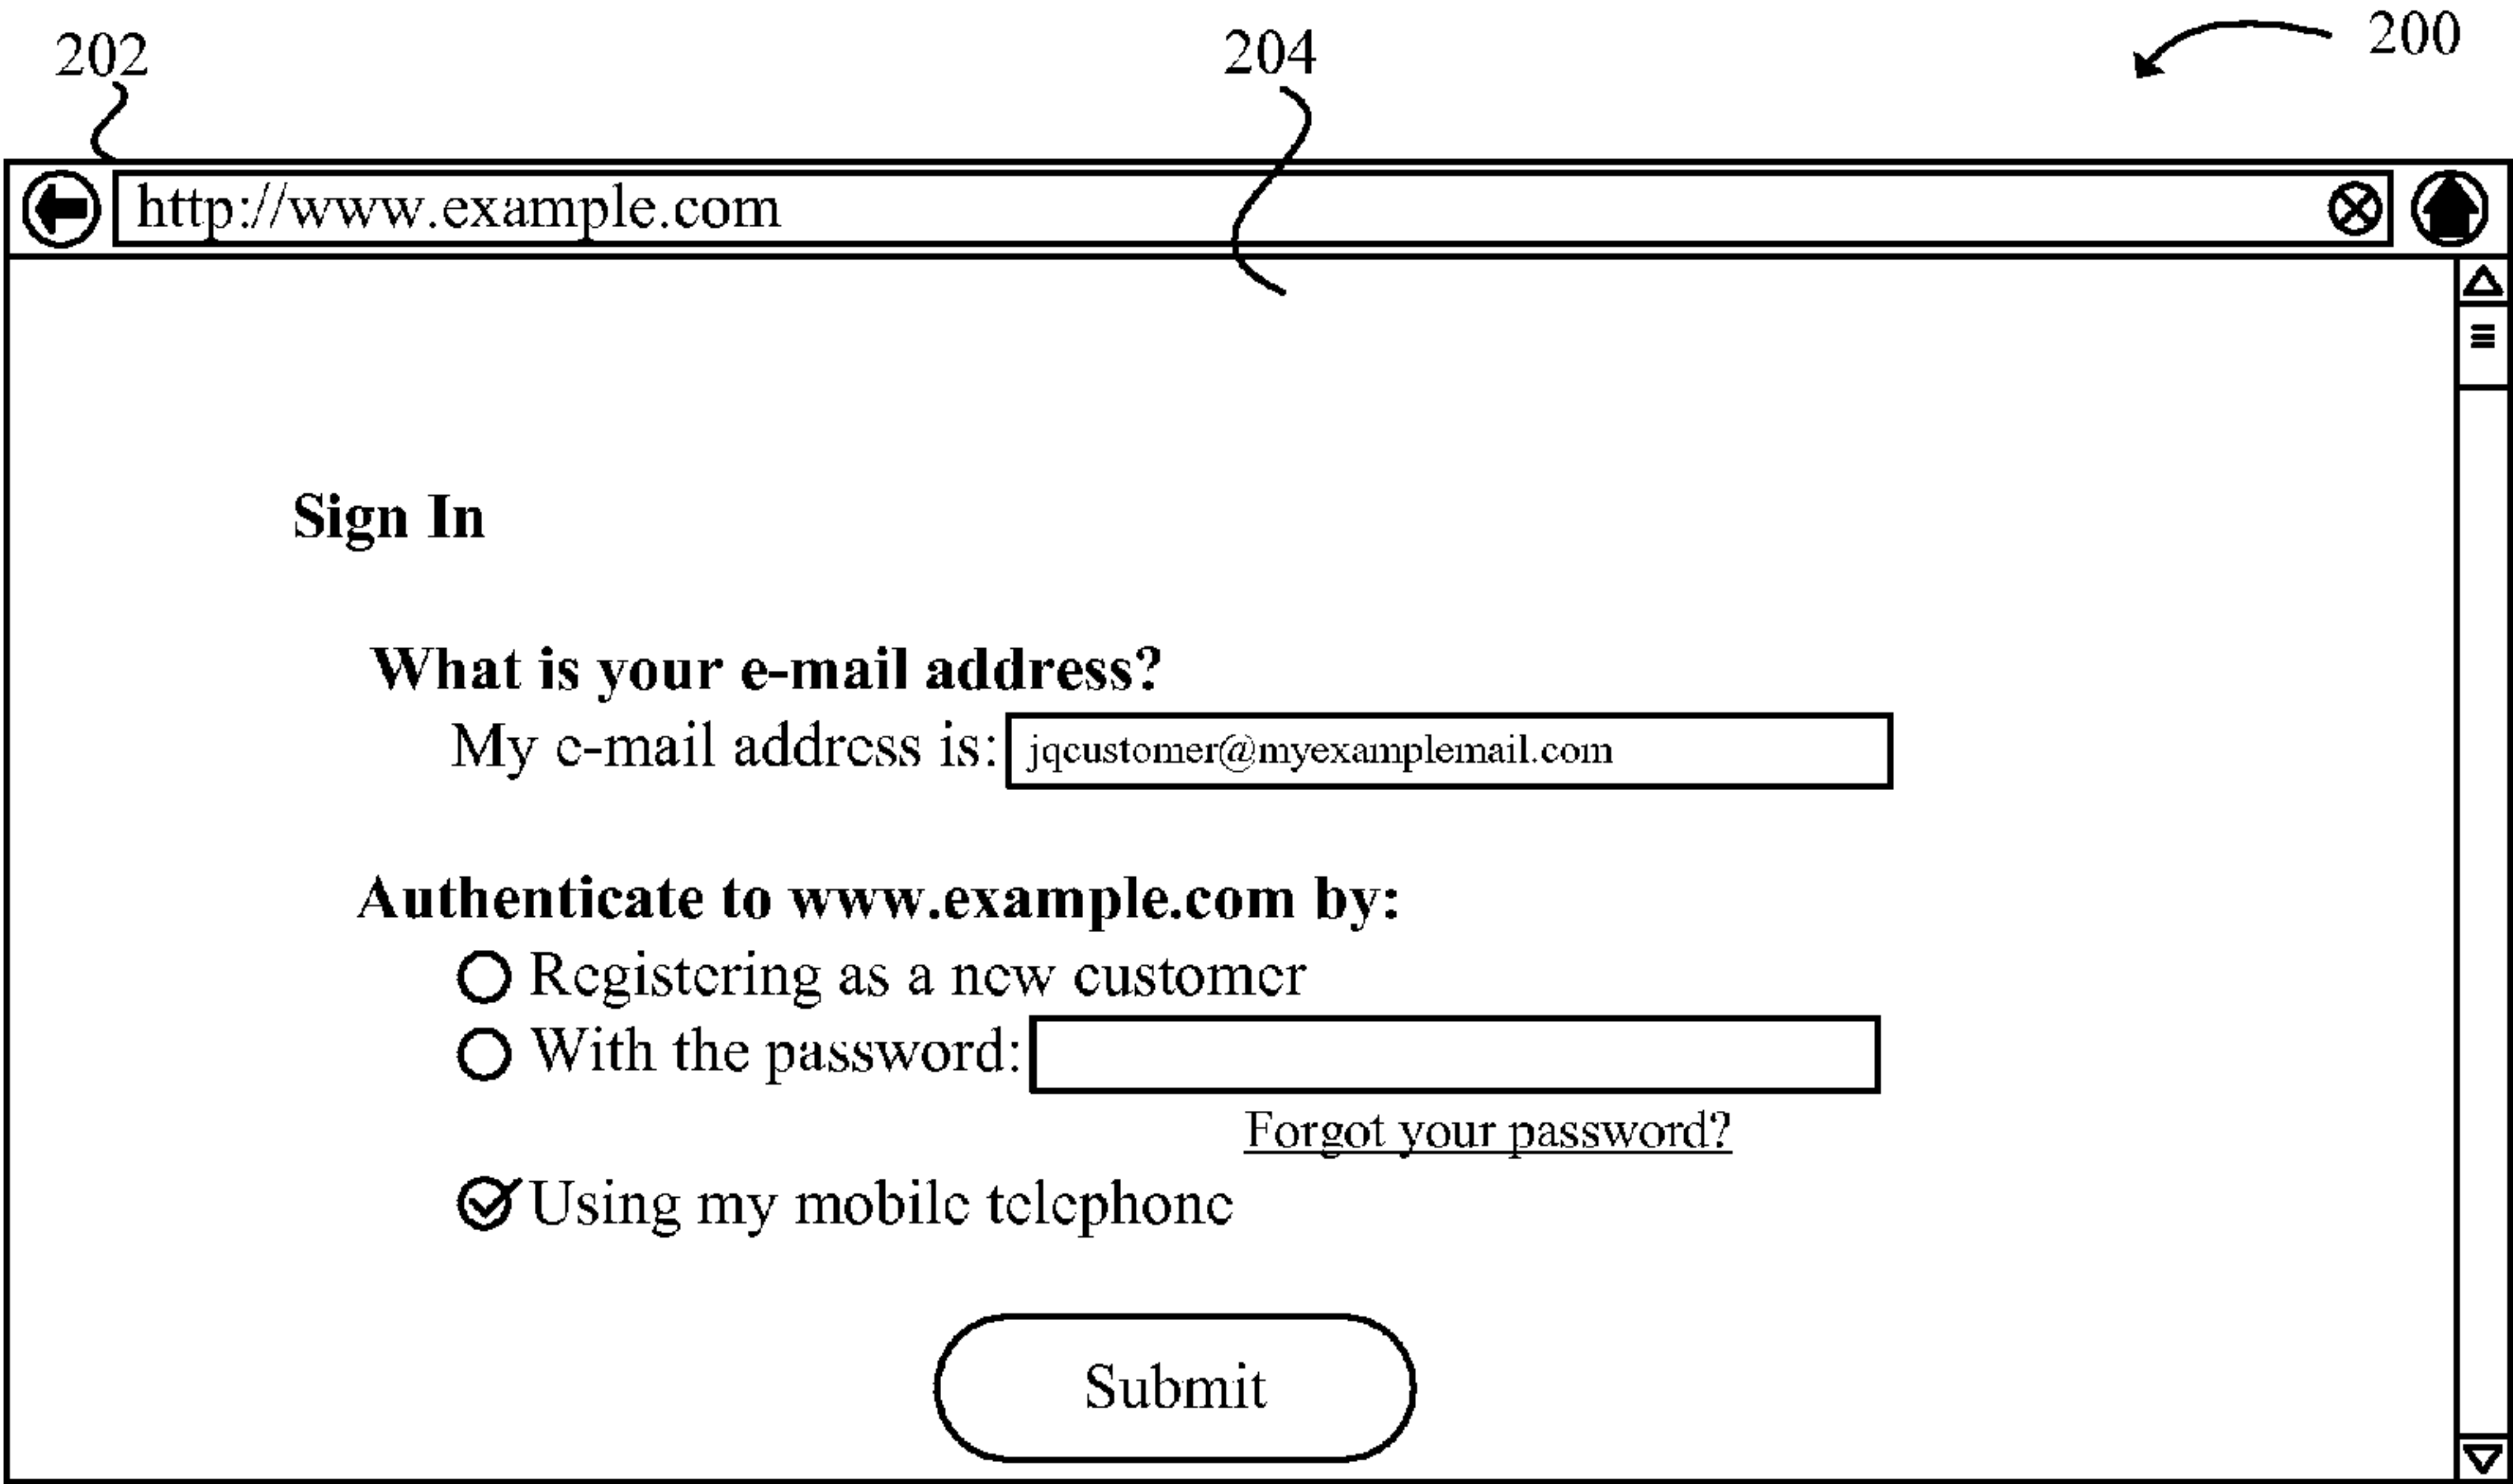 202
204
200
http://www.example.com
Sign In
What is your e-mail address?
My e-mail address is: jqcustomer@myexamplemail.com
Authenticate to www.example.com by:
Registering as a new customer
With the password:
Forgot your password?
Using my mobile telephone
Submit